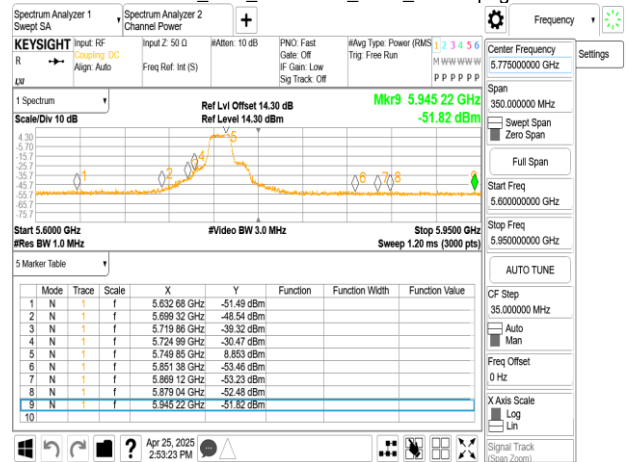 Spectrum Analyzer 1
Swept SA
Spectrum Analyzer 2
Channel Power
+
Frequency
KEYSIGHT
R
Input: RF
Coupling: DC
Align: Auto
Input Z: 50 Ω
Freq Ref: Int (S)
#Atten: 10 dB
PNO: Fast
Gate: Off
IF Gain: Low
Sig Track: Off
#Avg Type: Power (RMS
Trig: Free Run
1 2 3 4 5 6
M W W W W W
P P P P P P
1 Spectrum
Scale/Div 10 dB
Ref Lvl Offset 14.30 dB
Ref Level 14.30 dBm
Mkr9 5.945 22 GHz
-51.82 dBm
4.30
-5.70
-15.7
-25.7
-35.7
-45.7
-55.7
-65.7
-75.7
1
2
3
4
5
6
7
8
9
Start 5.6000 GHz
#Res BW 1.0 MHz
#Video BW 3.0 MHz
Stop 5.9500 GHz
Sweep 1.20 ms (3000 pts)
5 Marker Table
Mode Trace Scale X Y Function Function Width Function Value
1 N 1 f 5.632 68 GHz -51.49 dBm
2 N 1 f 5.699 32 GHz -48.54 dBm
3 N 1 f 5.719 86 GHz -39.32 dBm
4 N 1 f 5.724 99 GHz -30.47 dBm
5 N 1 f 5.749 85 GHz 8.853 dBm
6 N 1 f 5.851 38 GHz -53.46 dBm
7 N 1 f 5.869 12 GHz -53.23 dBm
8 N 1 f 5.879 04 GHz -52.48 dBm
9 N 1 f 5.945 22 GHz -51.82 dBm
10
Apr 25, 2025
2:53:23 PM
?
Center Frequency
5.775000000 GHz
Settings
Span
350.000000 MHz
Swept Span
Zero Span
Full Span
Start Freq
5.600000000 GHz
Stop Freq
5.950000000 GHz
AUTO TUNE
CF Step
35.000000 MHz
Auto
Man
Freq Offset
0 Hz
X Axis Scale
Log
Lin
Signal Track
(Span Zoom)